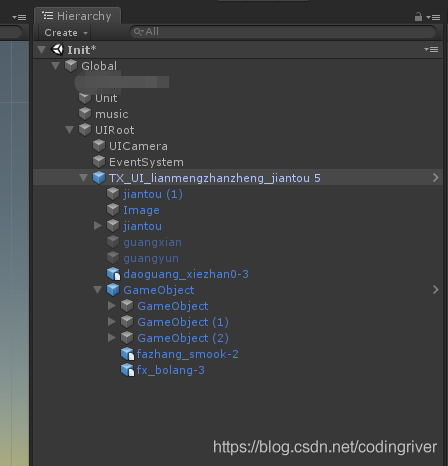 Hierarchy
Create
All
Init*
Global
Unit
music
UIRoot
UICamera
EventSystem
TX_UI_lianmengzhanzheng_jiantou 5
jiantou (1)
Image
jiantou
guangxian
guangyun
daoguang_xiezhan0-3
GameObject
GameObject
GameObject (1)
GameObject (2)
fazhang_smook-2
fx_bolang-3
https://blog.csdn.net/codingriver